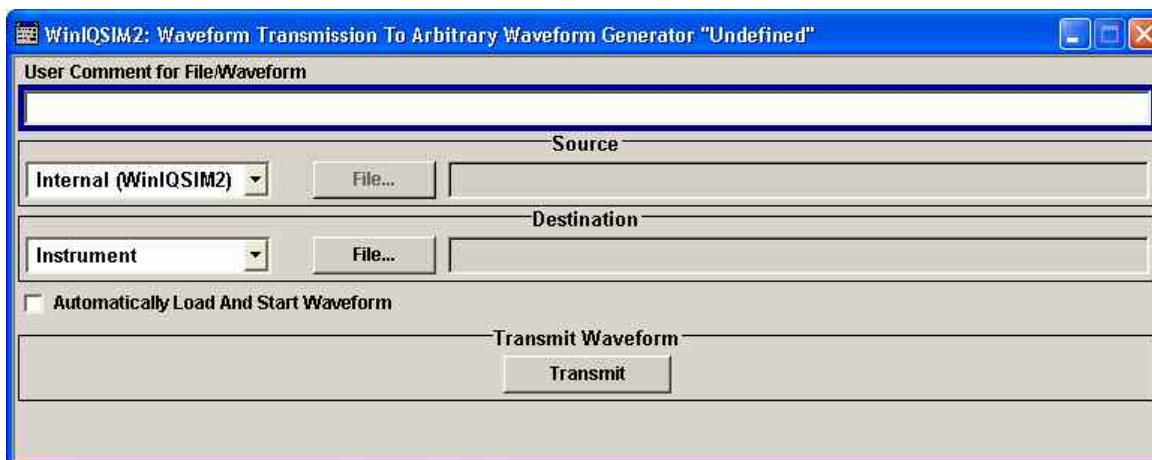 WinIQSIM2: Waveform Transmission To Arbitrary Waveform Generator "Undefined"
User Comment for File/Waveform
Source
Internal (WinIQSIM2)
File...
Destination
Instrument
File...
Automatically Load And Start Waveform
Transmit Waveform
Transmit